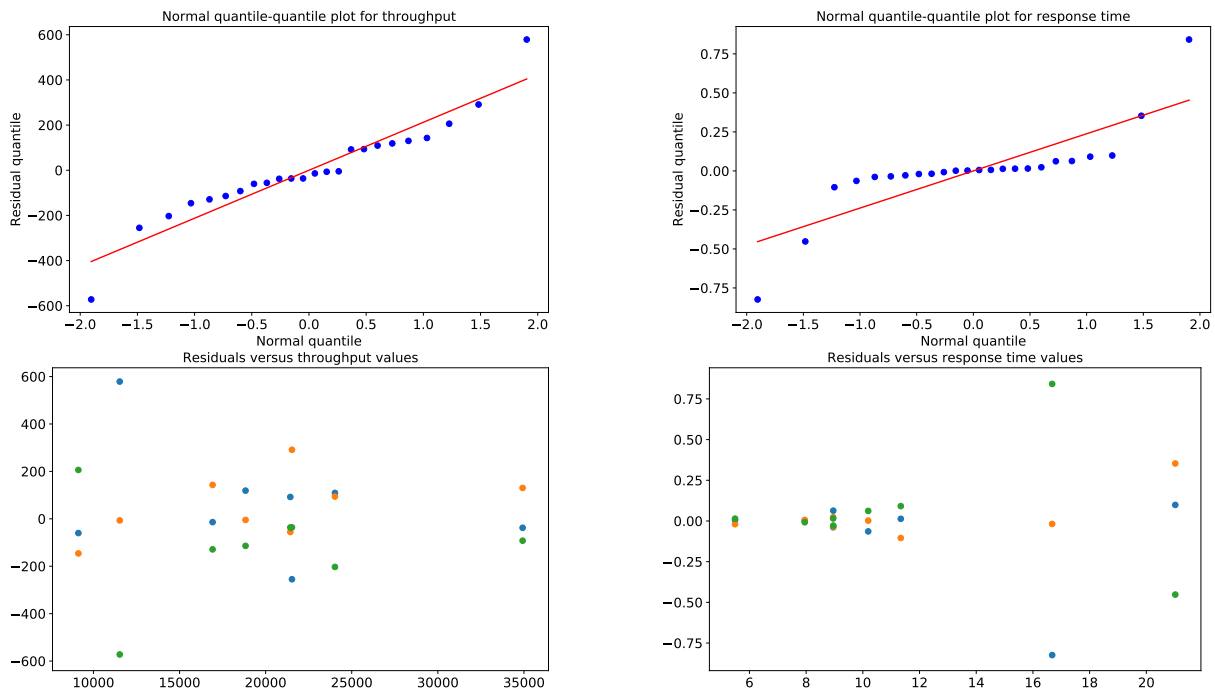 Normal quantile-quantile plot for throughput
600
400
200
0
−200
−400
−600
Residual quantile
−2.0 −1.5 −1.0 −0.5 0.0 0.5 1.0 1.5 2.0
Normal quantile
Normal quantile-quantile plot for response time
0.75
0.50
0.25
0.00
−0.25
−0.50
−0.75
Residual quantile
−2.0 −1.5 −1.0 −0.5 0.0 0.5 1.0 1.5 2.0
Normal quantile
Residuals versus throughput values
600
400
200
0
−200
−400
−600
10000 15000 20000 25000 30000 35000
Residuals versus response time values
0.75
0.50
0.25
0.00
−0.25
−0.50
−0.75
6 8 10 12 14 16 18 20